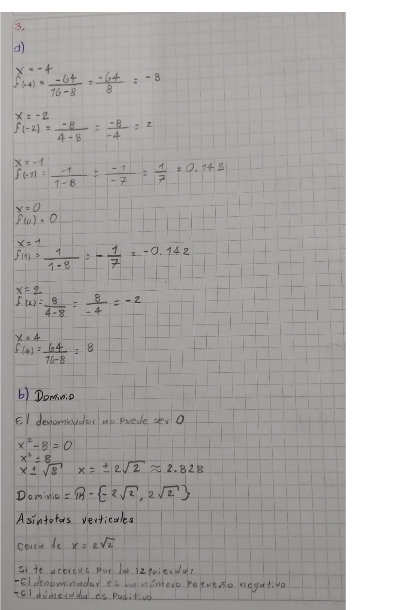 3.
a)
x = -4
f(-4) = -64/16-8 = -64/8 = -8
x = -2
f(-2) = -8/4-8 = -8/-4 = 2
x = -1
f(-1) = -1/1-8 = -1/-7 = 1/7 = 0.142
x = 0
f(0) = 0
x = 1
f(1) = 1/1-8 = -1/7 = -0.142
x = 2
f(2) = 8/4-8 = 8/-4 = -2
x = 4
f(4) = 64/16-8 = 8
b) Dominio
El denominador no puede ser 0
x² - 8 = 0
x² = 8
x ± √8 x = ± 2√2 ≈ 2.828
Dominio = ℝ - {-2√2, 2√2}
Asíntotas verticales
Cerca de x = 2√2
Si te acercas por la izquierda:
- El denominador es un número pequeño negativo
- El numerador es Positivo